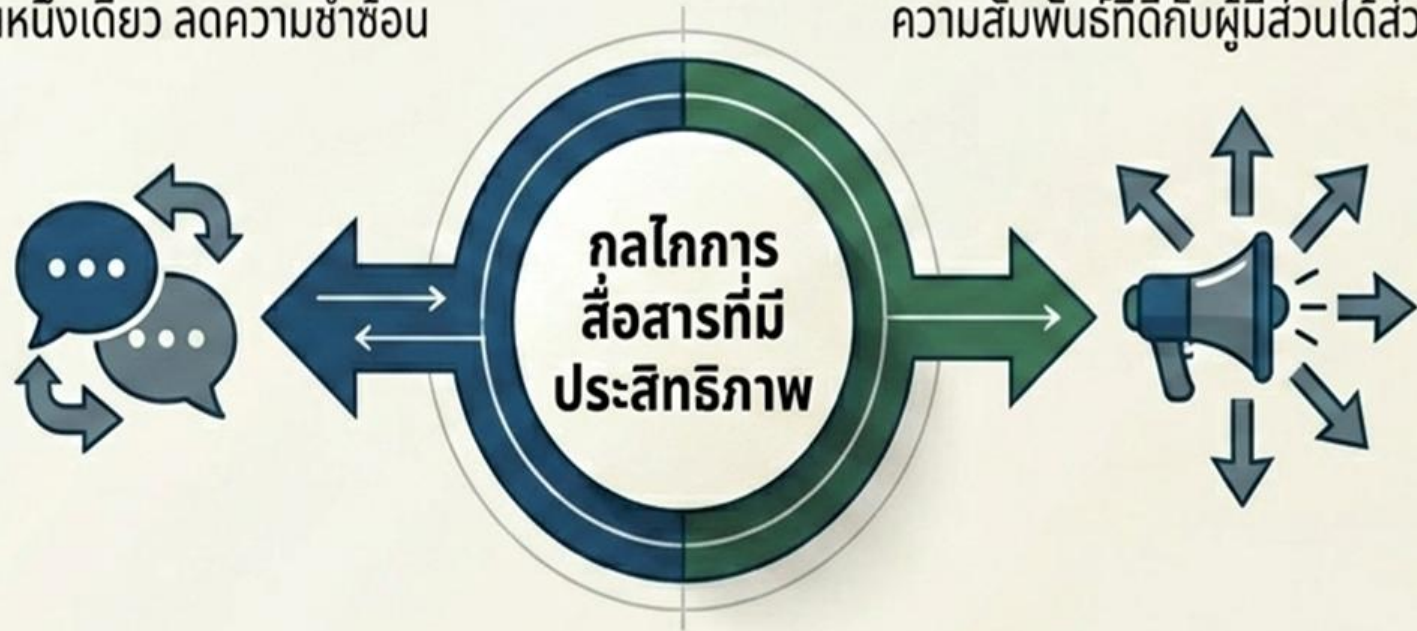 หนึ่งเดียว ลดความซ้ำซ้อน
ความสัมพันธ์ที่ดีกับผู้มีส่วนได้ส่ว
กลไกการ
สื่อสารที่มี
ประสิทธิภาพ